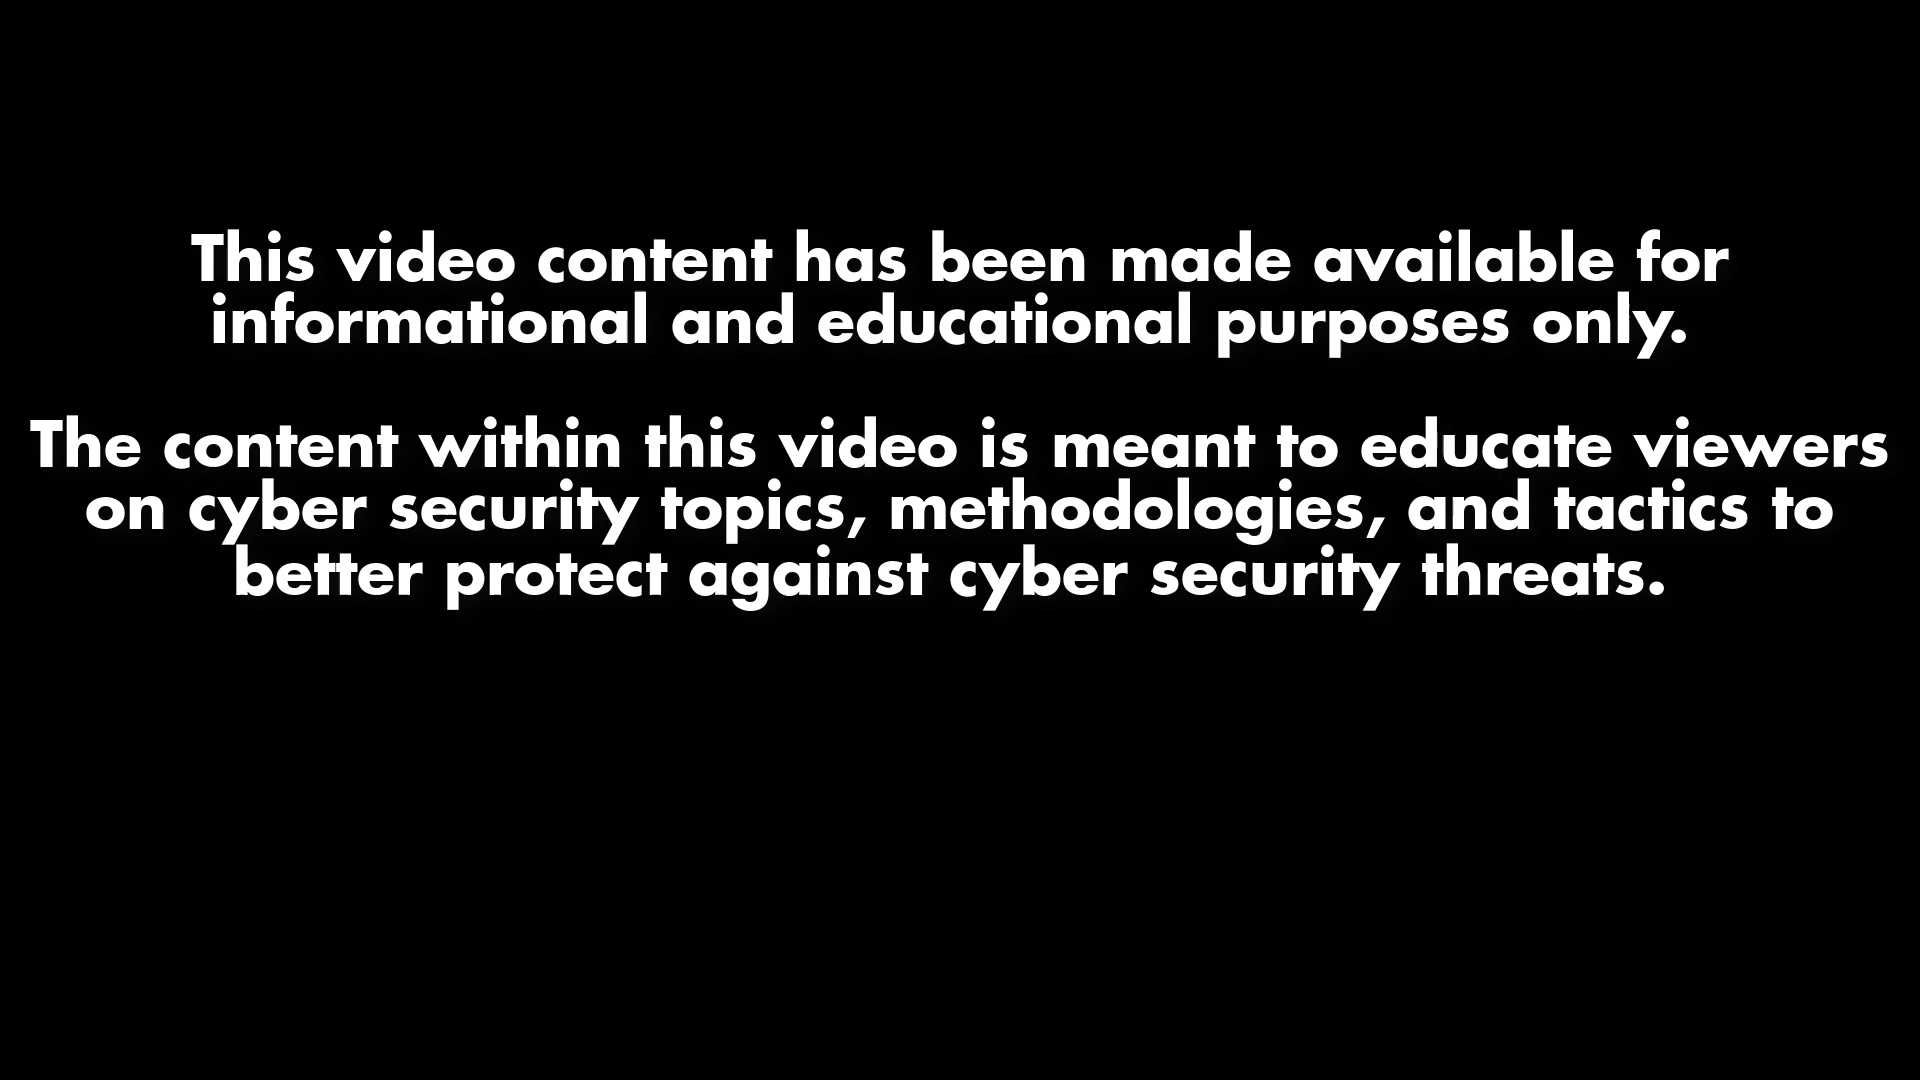 This video content has been made available for
informational and educational purposes only.
The content within this video is meant to educate viewers
on cyber security topics, methodologies, and tactics to
better protect against cyber security threats.